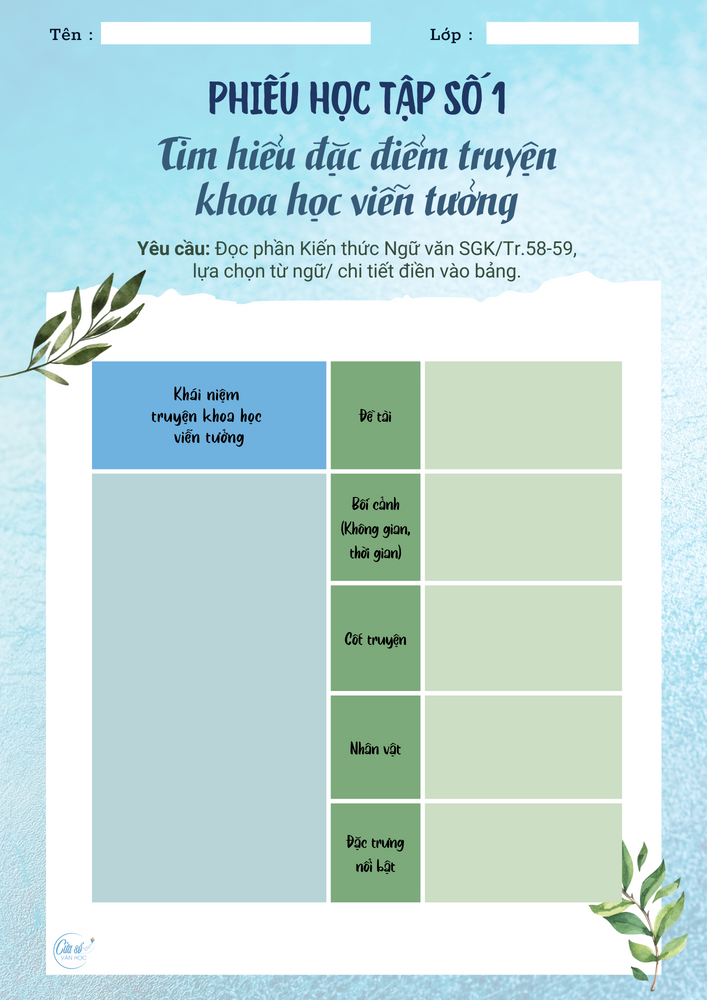 Tên :
Lớp :
PHIẾU HỌC TẬP SỐ 1
Tìm hiểu đặc điểm truyện
khoa học viễn tưởng
Yêu cầu: Đọc phần Kiến thức Ngữ văn SGK/Tr.58-59,
lựa chọn từ ngữ/ chi tiết điền vào bảng.
Khái niệm
truyện khoa học
viễn tưởng
Đề tài
Bối cảnh
(Không gian,
thời gian)
Cốt truyện
Nhân vật
Đặc trưng
nổi bật
Cửa sổ
VĂN HỌC